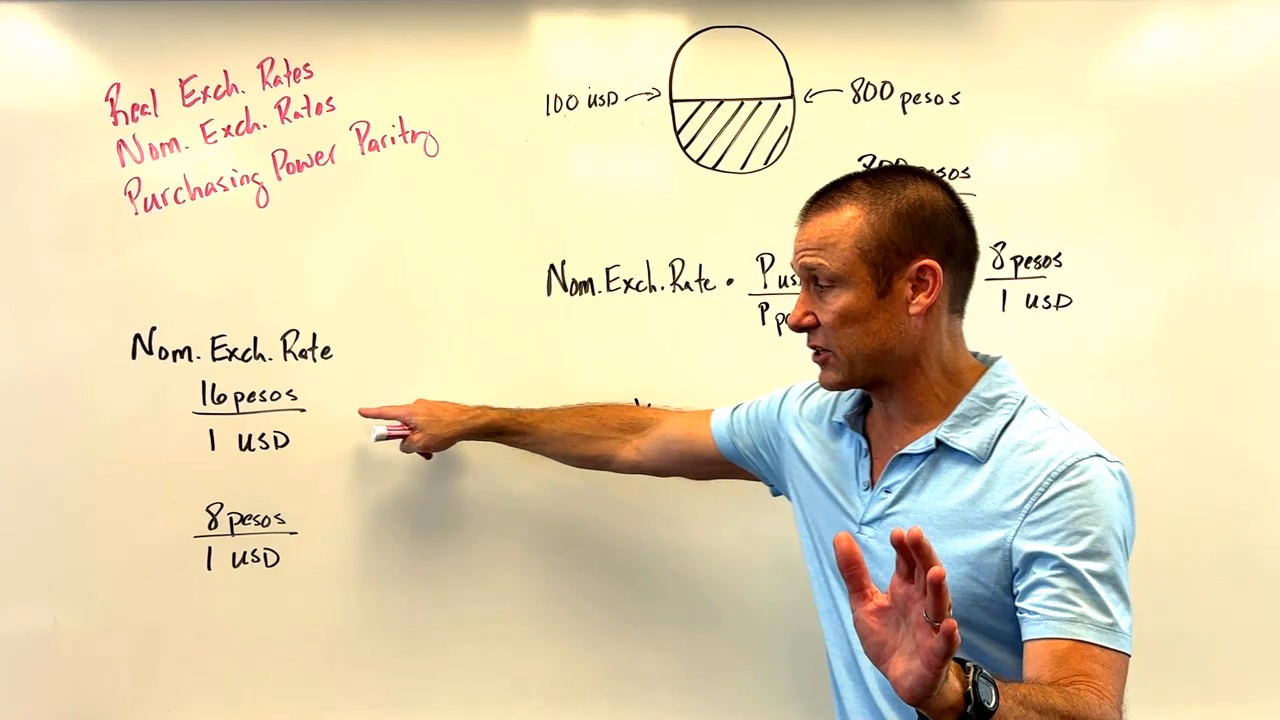 Real Exch. Rates
Nom. Exch. Rates
Purchasing Power Parity
100 USD
800 pesos
Nom. Exch. Rate •
8 pesos
1 USD
Nom. Exch. Rate
16 pesos
1 USD
8 pesos
1 USD